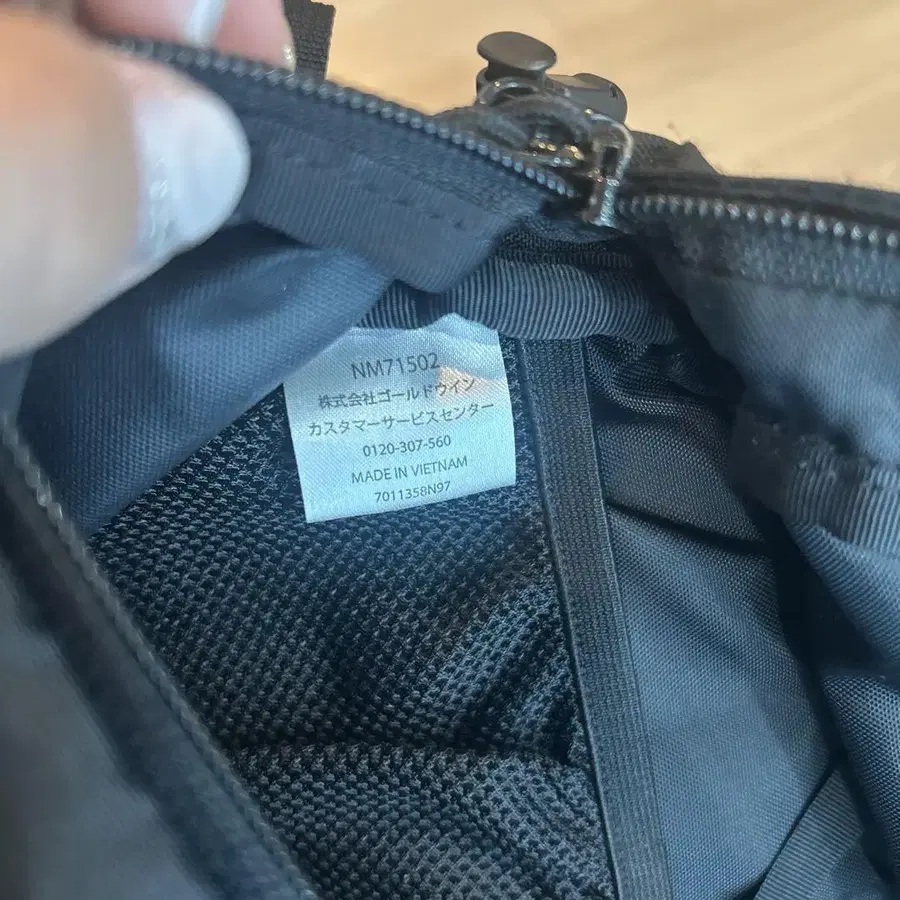 NM71502
株式会社ゴールドウイン
カスタマーサービスセンター
0120-307-560
MADE IN VIETNAM
7011358N97